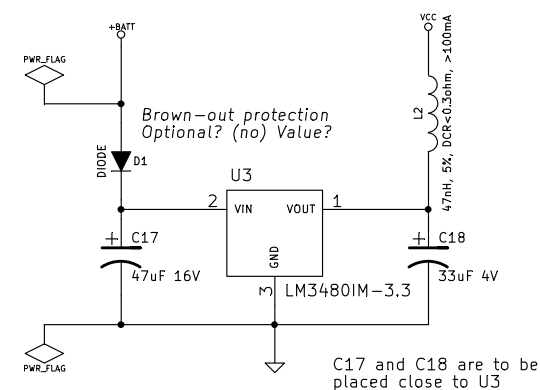 +BATT
VCC
PWR_FLAG
Brown-out protection
Optional? (no) Value?
L2
47nH, 5%, DCR<0.3ohm, >100mA
DIODE
D1
U3
2
VIN
VOUT
1
GND
3
LM3480IM-3.3
+
C17
47uF 16V
+
C18
33uF 4V
PWR_FLAG
C17 and C18 are to be
placed close to U3